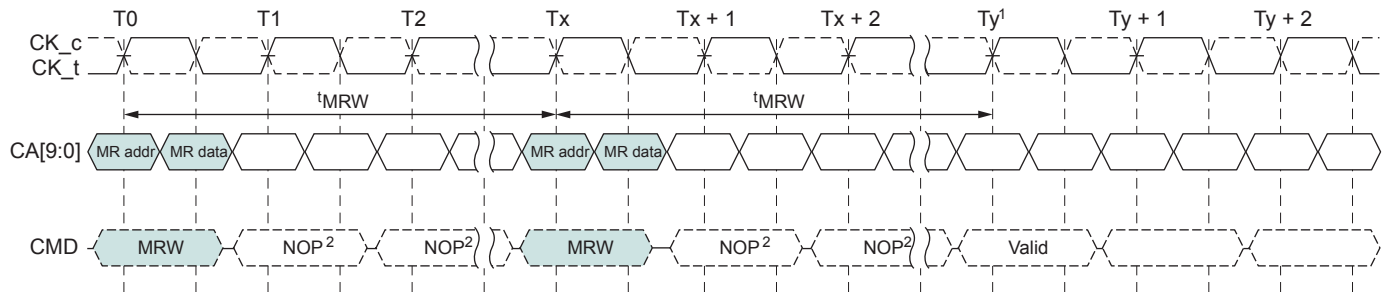 T0 T1 T2 Tx Tx + 1 Tx + 2 Ty¹ Ty + 1 Ty + 2
CK_c
CK_t
tMRW tMRW
CA[9:0] MR addr MR data MR addr MR data
CMD MRW NOP² NOP² MRW NOP² NOP² Valid